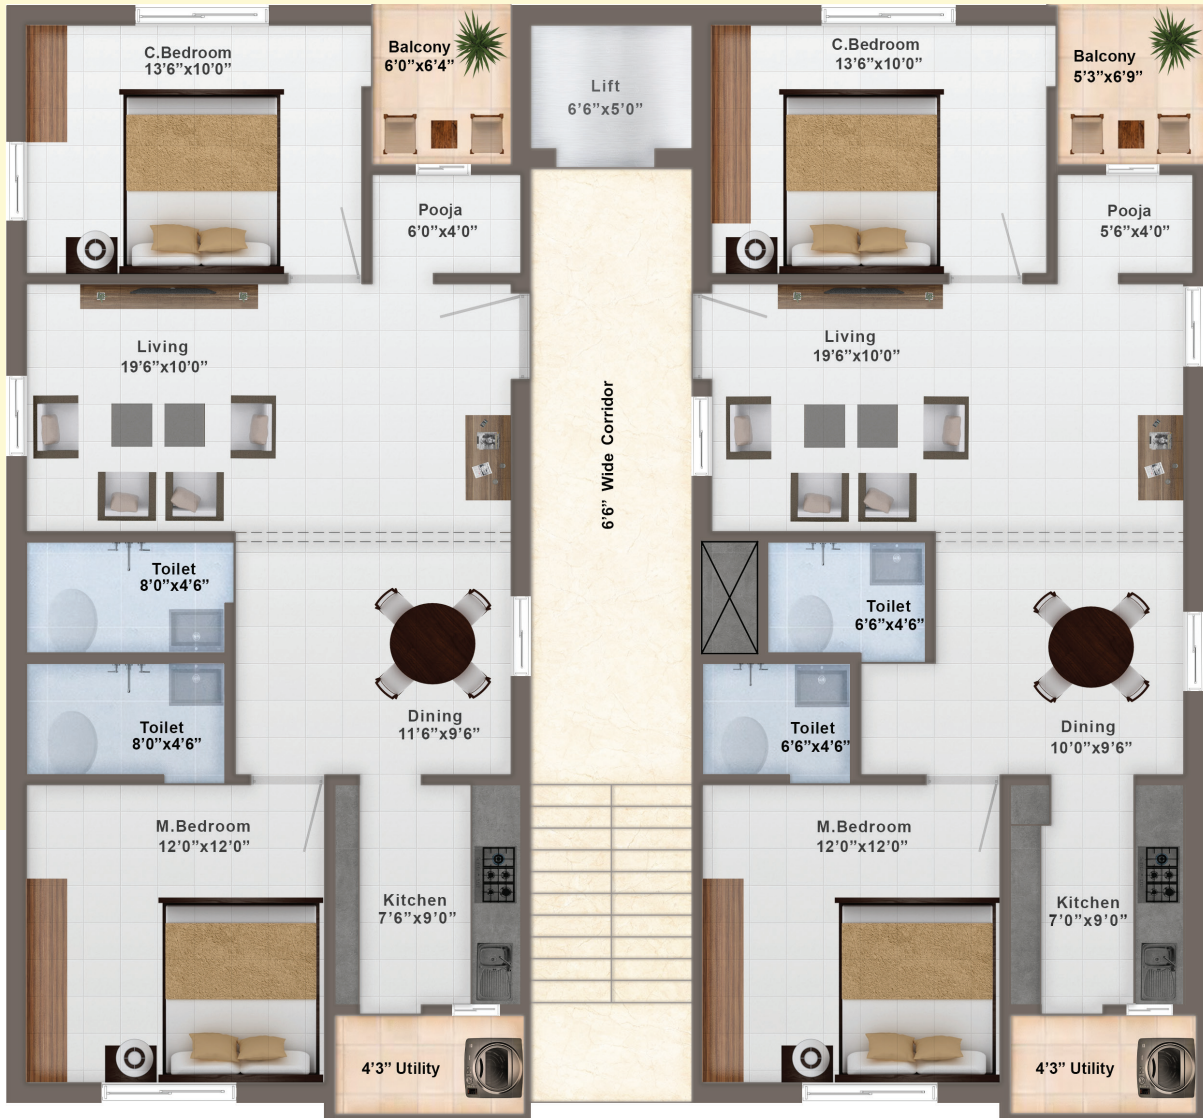 C.Bedroom
13’6”x10’0”
Balcony
6’0”x6’4”
Lift
6’6”x5’0”
C.Bedroom
13’6”x10’0”
Balcony
5’3”x6’9”
Pooja
6’0”x4’0”
Pooja
5’6”x4’0”
Living
19’6”x10’0”
6’6” Wide Corridor
Living
19’6”x10’0”
Toilet
8’0”x4’6”
Toilet
6’6”x4’6”
Toilet
8’0”x4’6”
Dining
11’6”x9’6”
Toilet
6’6”x4’6”
Dining
10’0”x9’6”
M.Bedroom
12’0”x12’0”
Kitchen
7’6”x9’0”
M.Bedroom
12’0”x12’0”
Kitchen
7’0”x9’0”
4’3” Utility
4’3” Utility